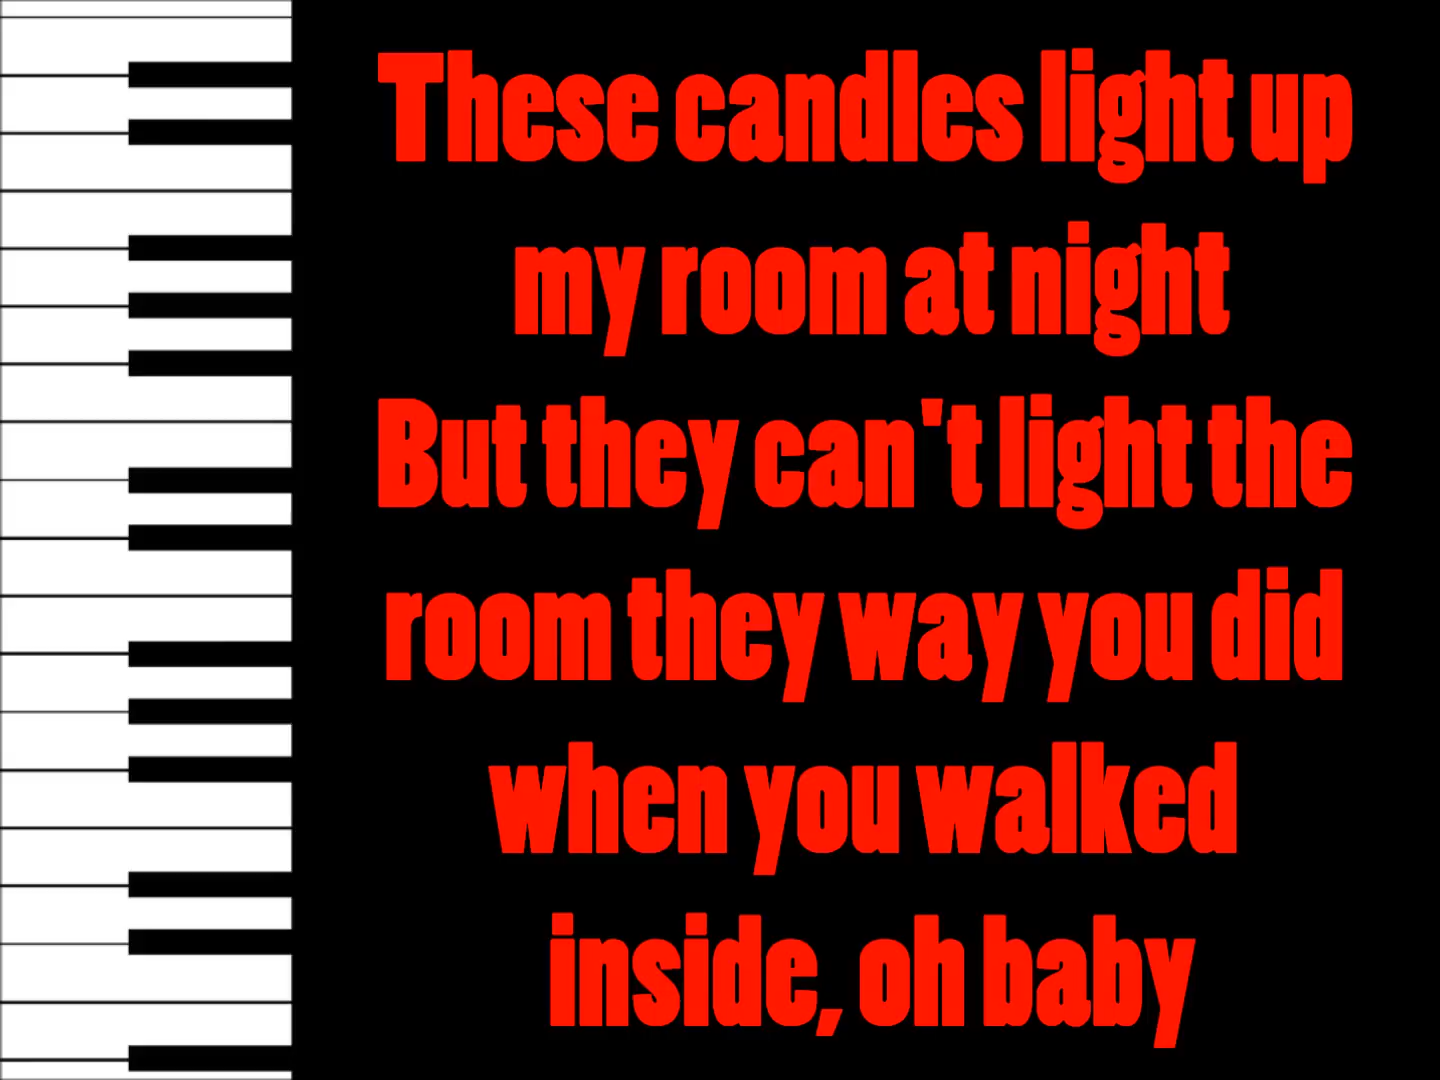 These candles light up
my room at night
But they can't light the
room they way you did
when you walked
inside, oh baby